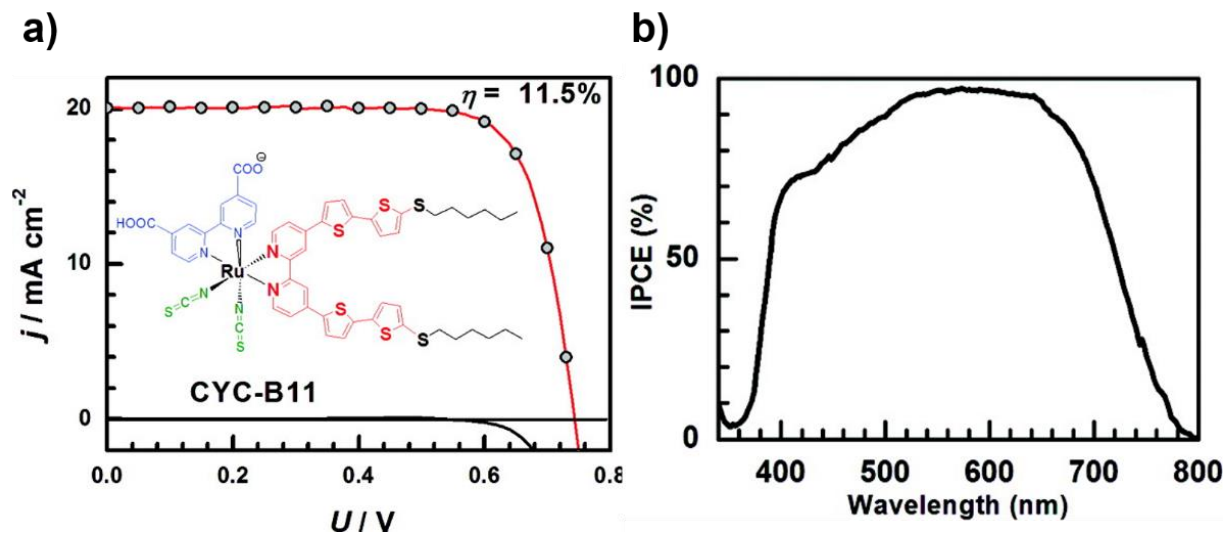 a)
b)
η = 11.5%
20
10
0
0.0 0.2 0.4 0.6 0.8
j / mA cm⁻²
U / V
COO⊖
HOOC
N
N
N
N
Ru
S=C=N
N=C=S
S
S
S
S
S
S
CYC-B11
100
50
0
400 500 600 700 800
IPCE (%)
Wavelength (nm)